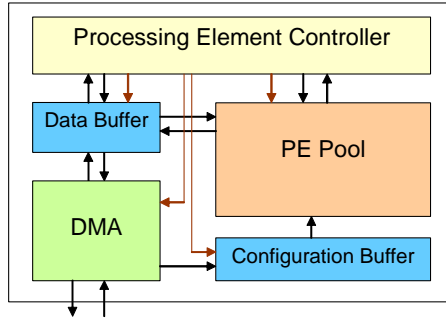 Processing Element Controller
Data Buffer
PE Pool
DMA
Configuration Buffer